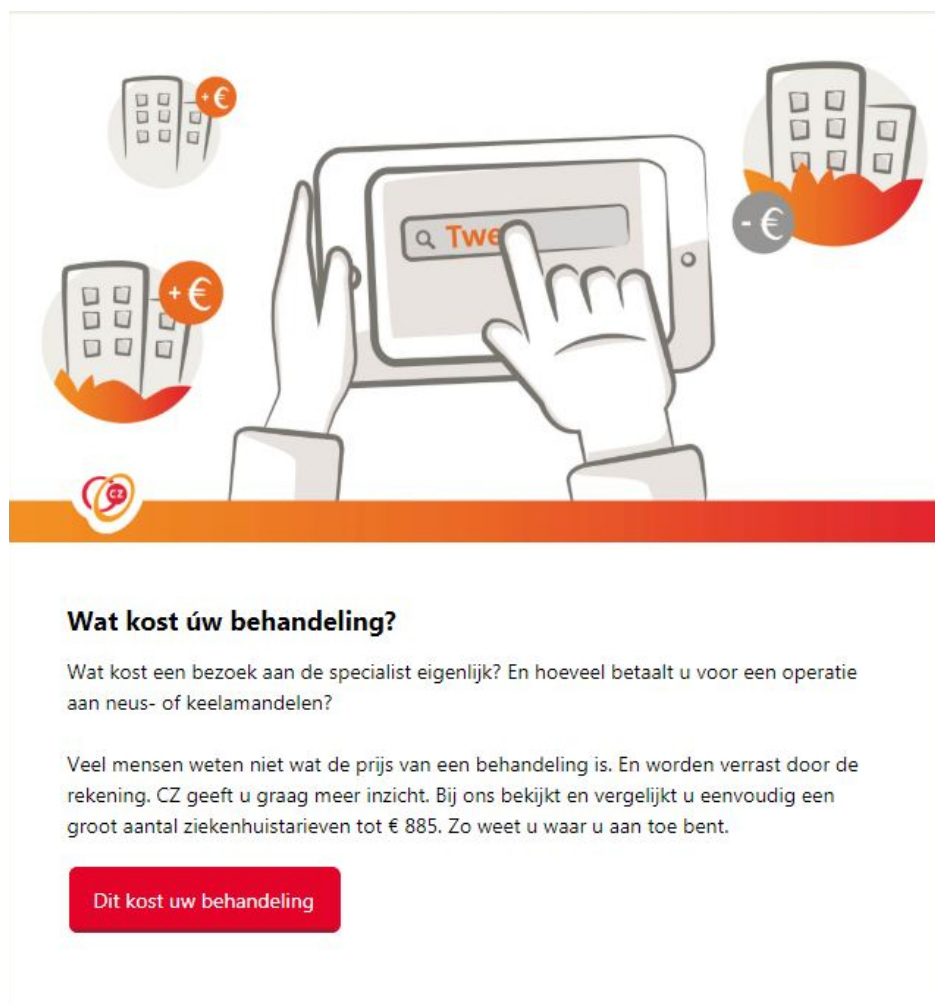 + €
- €
Twe
+ €
CZ
Wat kost úw behandeling?
Wat kost een bezoek aan de specialist eigenlijk? En hoeveel betaalt u voor een operatie
aan neus- of keelamandelen?
Veel mensen weten niet wat de prijs van een behandeling is. En worden verrast door de
rekening. CZ geeft u graag meer inzicht. Bij ons bekijkt en vergelijkt u eenvoudig een
groot aantal ziekenhuistarieven tot € 885. Zo weet u waar u aan toe bent.
Dit kost uw behandeling